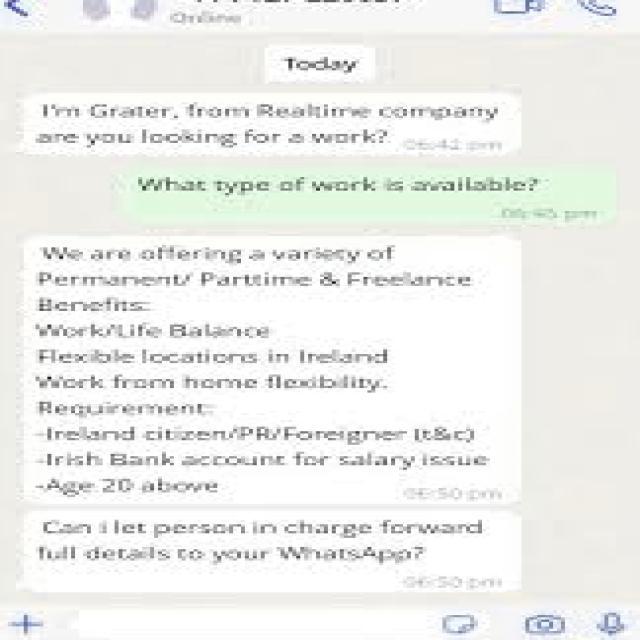 Online
Today
I'm Grater, from Realtime company
are you looking for a work? 06:42 pm
What type of work is available?
06:45 pm
We are offering a variety of
Permanent/ Parttime & Freelance
Benefits:
Work/Life Balance
Flexible locations in Ireland
Work from home flexibility.
Requirement:
-Ireland citizen/PR/Foreigner (t&c)
-Irish Bank account for salary issue
-Age 20 above
06:50 pm
Can i let person in charge forward
full details to your WhatsApp?
06:50 pm